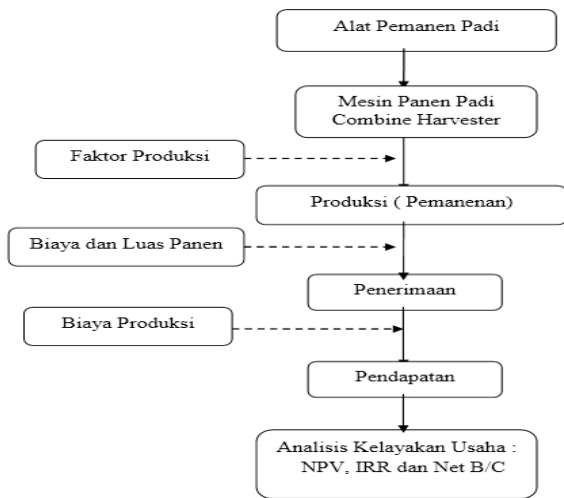 Alat Pemanen Padi
Mesin Panen Padi
Combine Harvester
Faktor Produksi
Produksi ( Pemanenan)
Biaya dan Luas Panen
Penerimaan
Biaya Produksi
Pendapatan
Analisis Kelayakan Usaha :
NPV, IRR dan Net B/C